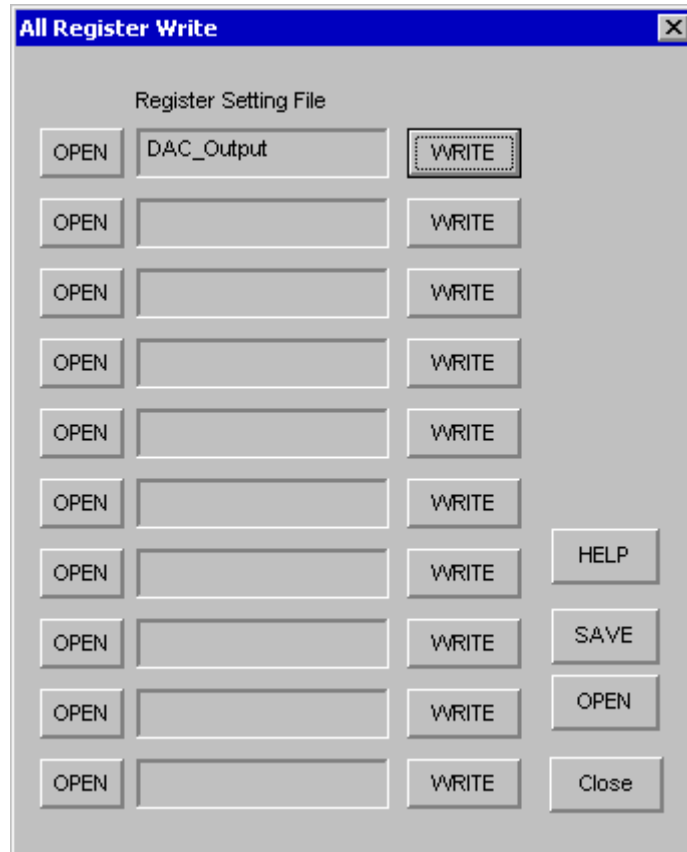 All Register Write
Register Setting File
OPEN DAC_Output WRITE
OPEN WRITE
OPEN WRITE
OPEN WRITE
OPEN WRITE
OPEN WRITE
OPEN WRITE HELP
OPEN WRITE SAVE
OPEN WRITE OPEN
OPEN WRITE Close